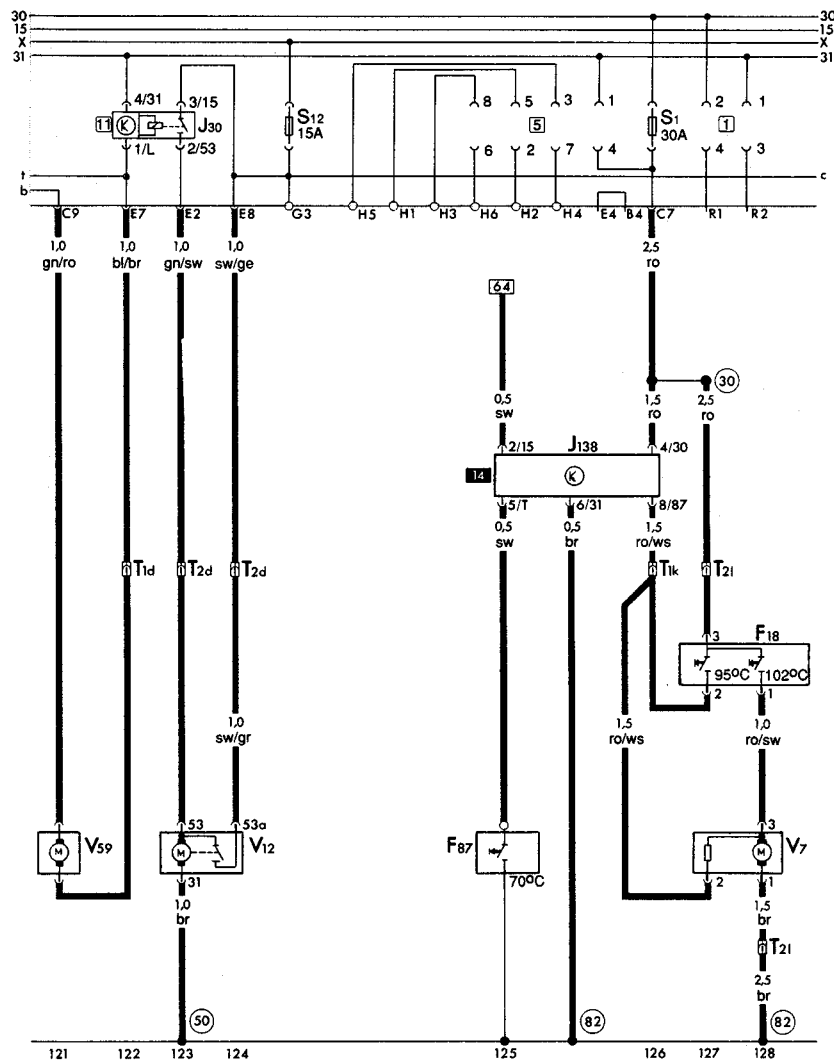 30 30
15 15
X X
31 31
4/31 3/15 8 5 3 1 2 1
11 K J30 S12 15A 5 S1 30A 1
1/L 2/53 6 2 7 4 4 3
t c
b
C9 E7 E2 E8 G3 H5 H1 H3 H6 H2 H4 E4 B4 C7 R1 R2
1,0 1,0 1,0 1,0 2,5
gn/ro bl/br gn/sw sw/ge ro
64
30
0,5 1,5 2,5
sw ro ro
2/15 J138 4/30
14 K
5/T 6/31 8/87
0,5 0,5 1,5
sw br ro/ws
T1d T2d T2d T1k T2l
3 F18
95ºC 102ºC
2 1
1,0 1,5 1,0
sw/gr ro/ws ro/sw
53 53a 3
M V59 M V12 F87 M V7
31 70ºC 2 1
1,0 1,5
br br
T2l
2,5
br
50 82 82
121 122 123 124 125 126 127 128